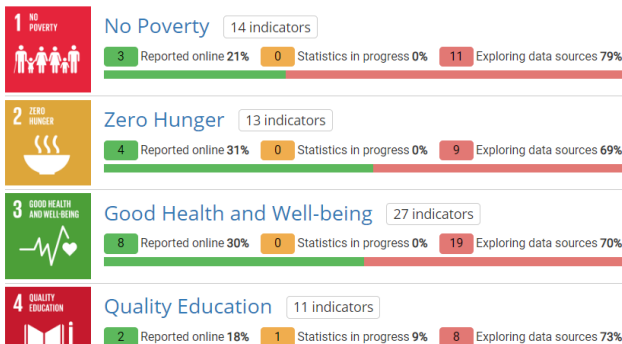 1 NO
POVERTY
No Poverty 14 indicators
3 Reported online 21% 0 Statistics in progress 0% 11 Exploring data sources 79%
2 ZERO
HUNGER
Zero Hunger 13 indicators
4 Reported online 31% 0 Statistics in progress 0% 9 Exploring data sources 69%
3 GOOD HEALTH
AND WELL-BEING
Good Health and Well-being 27 indicators
8 Reported online 30% 0 Statistics in progress 0% 19 Exploring data sources 70%
4 QUALITY
EDUCATION
Quality Education 11 indicators
2 Reported online 18% 1 Statistics in progress 9% 8 Exploring data sources 73%